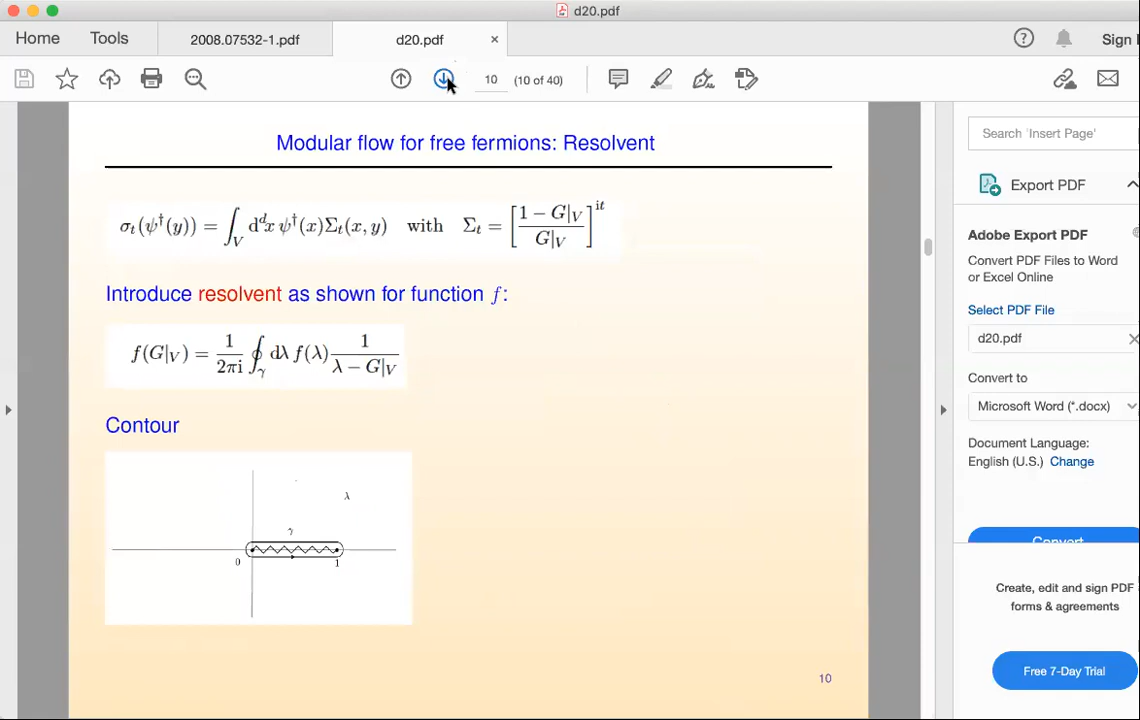 d20.pdf
Home Tools 2008.07532-1.pdf d20.pdf × Sign I
10 (10 of 40)
Modular flow for free fermions: Resolvent
σₜ(ψ†(y)) = ∫_V dᵈx ψ†(x)Σₜ(x, y) with Σₜ = [(1 − G|_V)/(G|_V)]^{it}
Introduce resolvent as shown for function f:
f(G|_V) = 1/(2πi) ∮_γ dλ f(λ) 1/(λ − G|_V)
Contour
λ
γ
0 1
10
Search 'Insert Page'
Export PDF
Adobe Export PDF
Convert PDF Files to Word
or Excel Online
Select PDF File
d20.pdf ×
Convert to
Microsoft Word (*.docx)
Document Language:
English (U.S.) Change
Convert
Create, edit and sign PDF
forms & agreements
Free 7-Day Trial